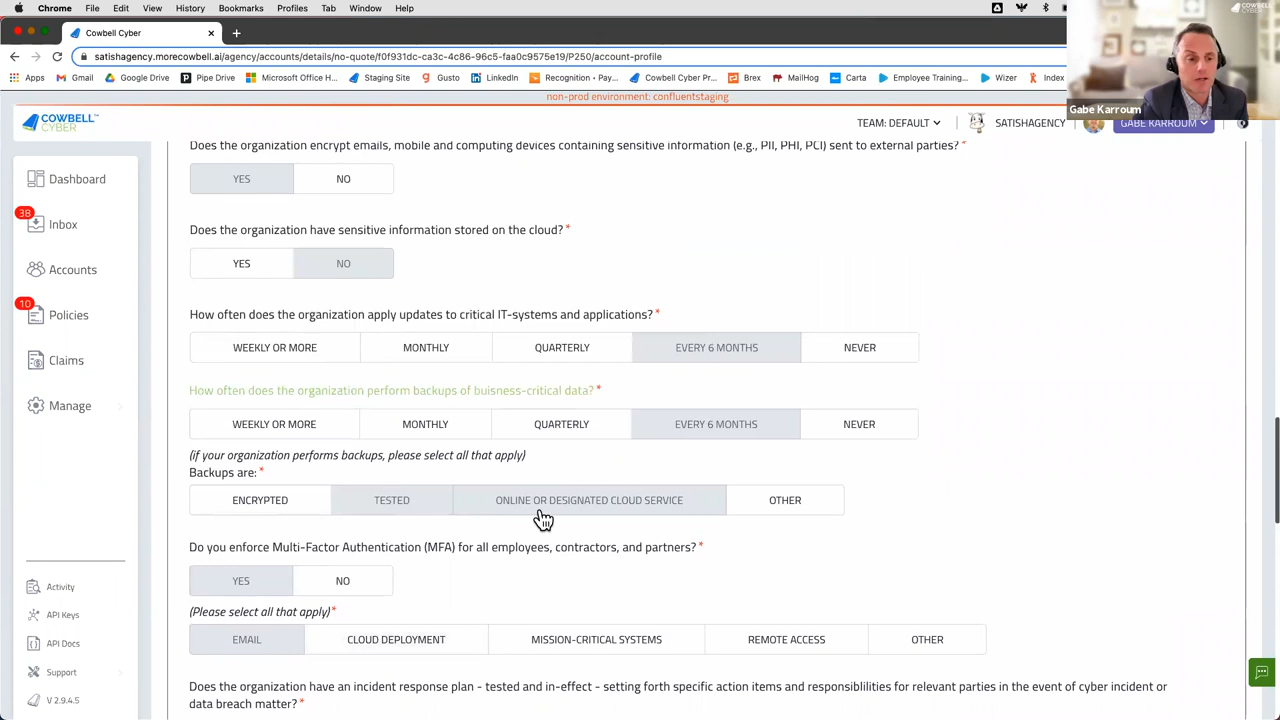 Chrome File Edit View History Bookmarks Profiles Tab Window Help
COWBELL CYBER
Cowbell Cyber
satishagency.morecowbell.ai/agency/accounts/details/no-quote/f0f931dc-ca3c-4c86-96c5-faa0c9575e19/P250/account-profile
Apps Gmail Google Drive Pipe Drive Microsoft Office H... Staging Site Gusto LinkedIn Recognition • Pay... Cowbell Cyber Pr... Brex MailHog Carta Employee Training... Wizer Index
Gabe Karroum
non-prod environment: confluentstaging
COWBELL CYBER
TEAM: DEFAULT SATISHAGENCY GABE KARROUM
Does the organization encrypt emails, mobile and computing devices containing sensitive information (e.g., PII, PHI, PCI) sent to external parties?*
YES NO
Dashboard
38
Inbox
Accounts
10
Policies
Claims
Manage
Does the organization have sensitive information stored on the cloud?*
YES NO
How often does the organization apply updates to critical IT-systems and applications?*
WEEKLY OR MORE MONTHLY QUARTERLY EVERY 6 MONTHS NEVER
How often does the organization perform backups of buisness-critical data?*
WEEKLY OR MORE MONTHLY QUARTERLY EVERY 6 MONTHS NEVER
(if your organization performs backups, please select all that apply)
Backups are:*
ENCRYPTED TESTED ONLINE OR DESIGNATED CLOUD SERVICE OTHER
Do you enforce Multi-Factor Authentication (MFA) for all employees, contractors, and partners?*
YES NO
(Please select all that apply)*
EMAIL CLOUD DEPLOYMENT MISSION-CRITICAL SYSTEMS REMOTE ACCESS OTHER
Does the organization have an incident response plan - tested and in-effect - setting forth specific action items and responsiblilities for relevant parties in the event of cyber incident or
data breach matter?*
Activity
API Keys
API Docs
Support
V 2.9.4.5